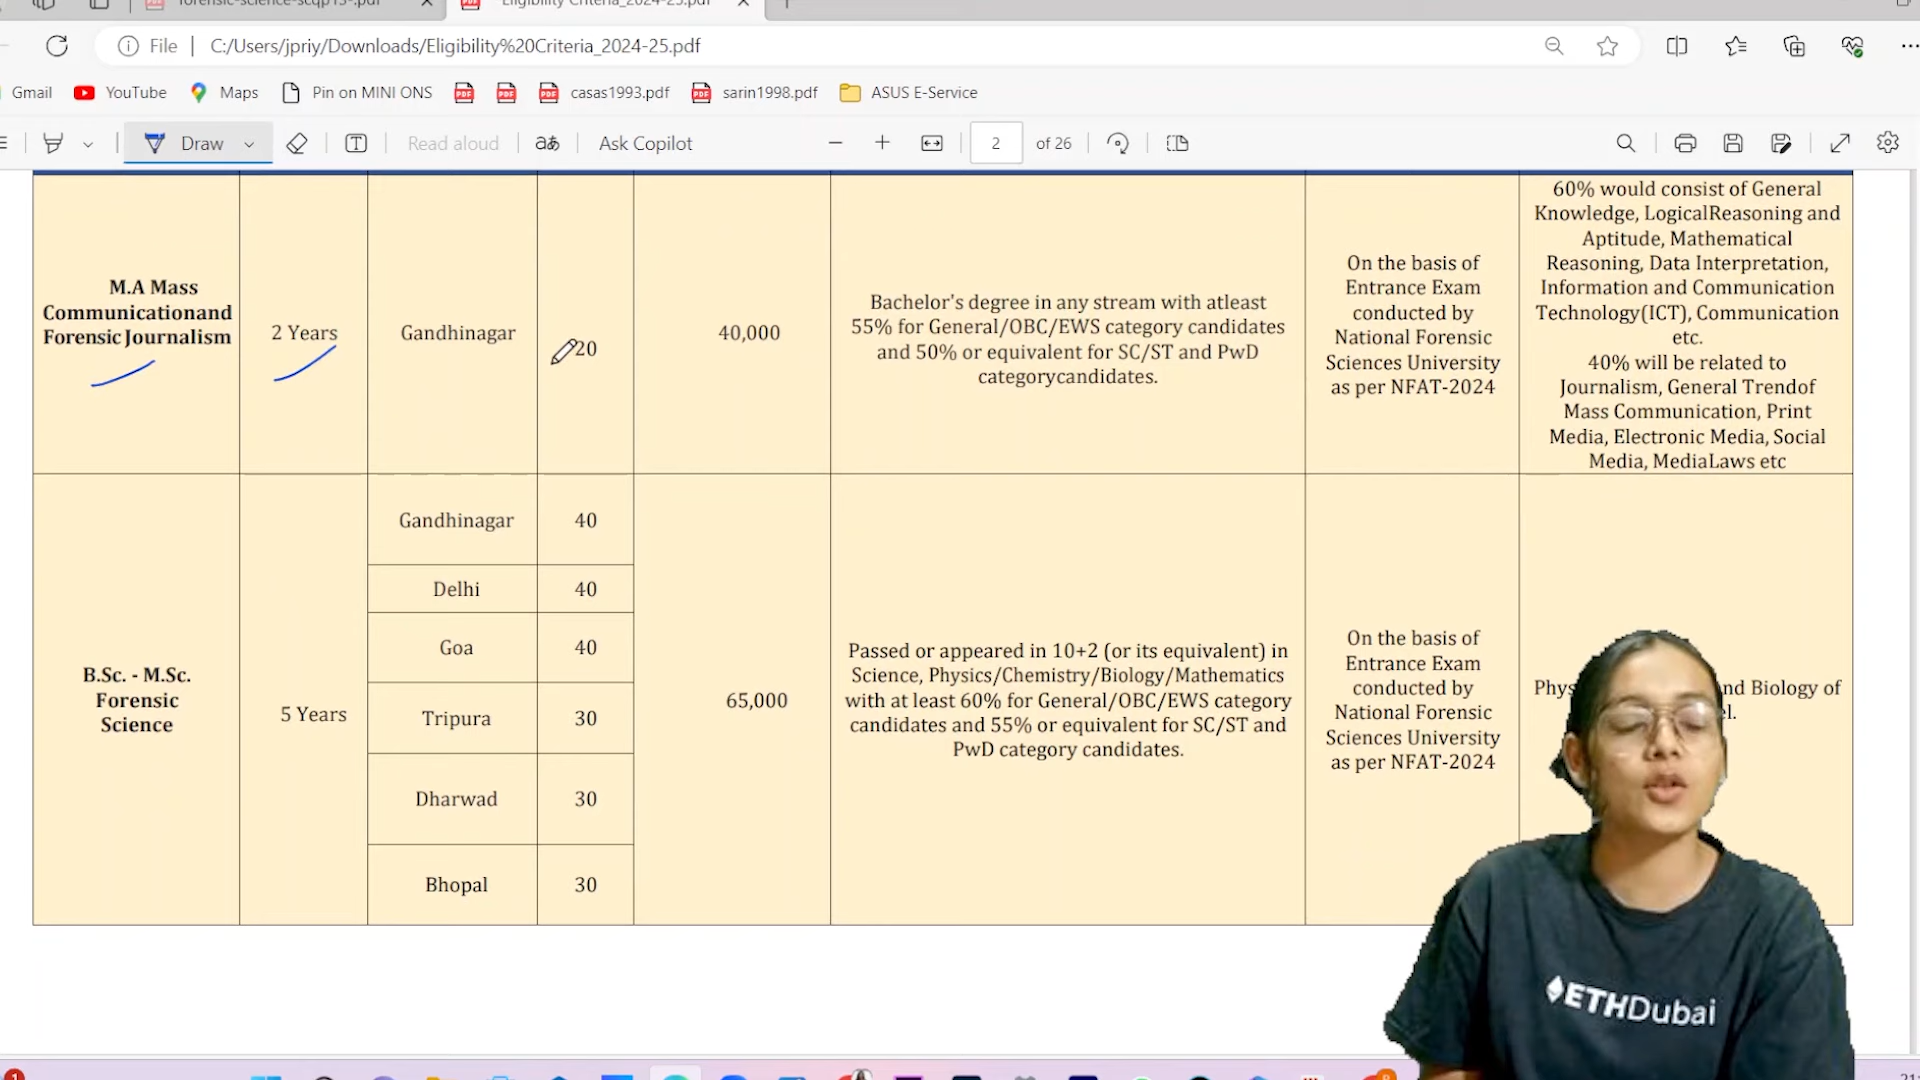 forensic-science-scqp13-.pdf
Eligibility Criteria_2024-25.pdf
File
C:/Users/jpriy/Downloads/Eligibility%20Criteria_2024-25.pdf
Gmail
YouTube
Maps
Pin on MINI ONS
casas1993.pdf
sarin1998.pdf
ASUS E-Service
Draw
Read aloud
Ask Copilot
2
of 26
M.A Mass
Communicationand
Forensic Journalism
2 Years
Gandhinagar
20
40,000
Bachelor's degree in any stream with atleast
55% for General/OBC/EWS category candidates
and 50% or equivalent for SC/ST and PwD
categorycandidates.
On the basis of
Entrance Exam
conducted by
National Forensic
Sciences University
as per NFAT-2024
60% would consist of General
Knowledge, LogicalReasoning and
Aptitude, Mathematical
Reasoning, Data Interpretation,
Information and Communication
Technology(ICT), Communication
etc.
40% will be related to
Journalism, General Trendof
Mass Communication, Print
Media, Electronic Media, Social
Media, MediaLaws etc
B.Sc. - M.Sc.
Forensic
Science
5 Years
Gandhinagar
40
Delhi
40
Goa
40
Tripura
30
Dharwad
30
Bhopal
30
65,000
Passed or appeared in 10+2 (or its equivalent) in
Science, Physics/Chemistry/Biology/Mathematics
with at least 60% for General/OBC/EWS category
candidates and 55% or equivalent for SC/ST and
PwD category candidates.
On the basis of
Entrance Exam
conducted by
National Forensic
Sciences University
as per NFAT-2024
Biology of
ETHDubai